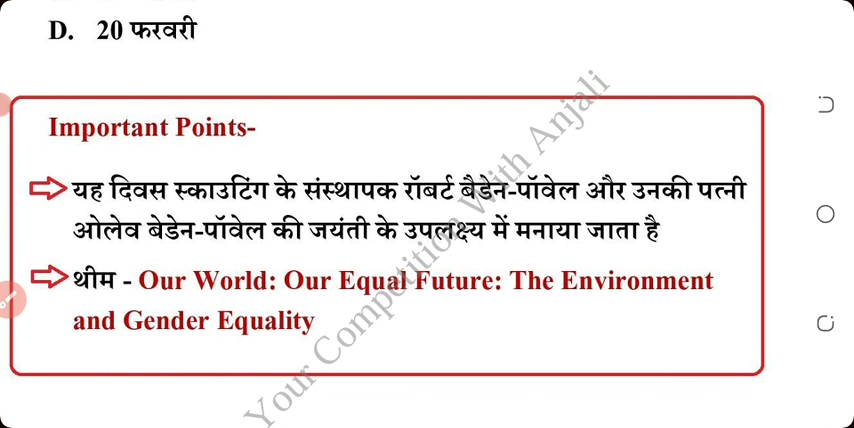 D. 20 फरवरी
Important Points-
यह दिवस स्काउटिंग के संस्थापक रॉबर्ट बैडेन-पॉवेल और उनकी पत्नी
ओलेव बेडेन-पॉवेल की जयंती के उपलक्ष्य में मनाया जाता है
थीम - Our World: Our Equal Future: The Environment
and Gender Equality
Your Competition With Anjali